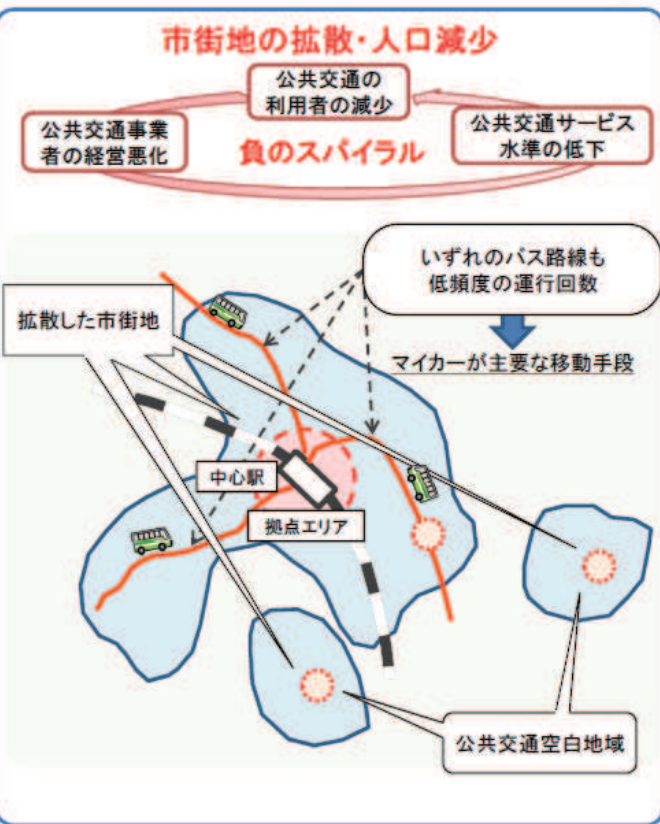 市街地の拡散・人口減少
公共交通の
利用者の減少
公共交通事業
者の経営悪化
負のスパイラル
公共交通サービス
水準の低下
いずれのバス路線も
低頻度の運行回数
拡散した市街地
マイカーが主要な移動手段
中心駅
拠点エリア
公共交通空白地域